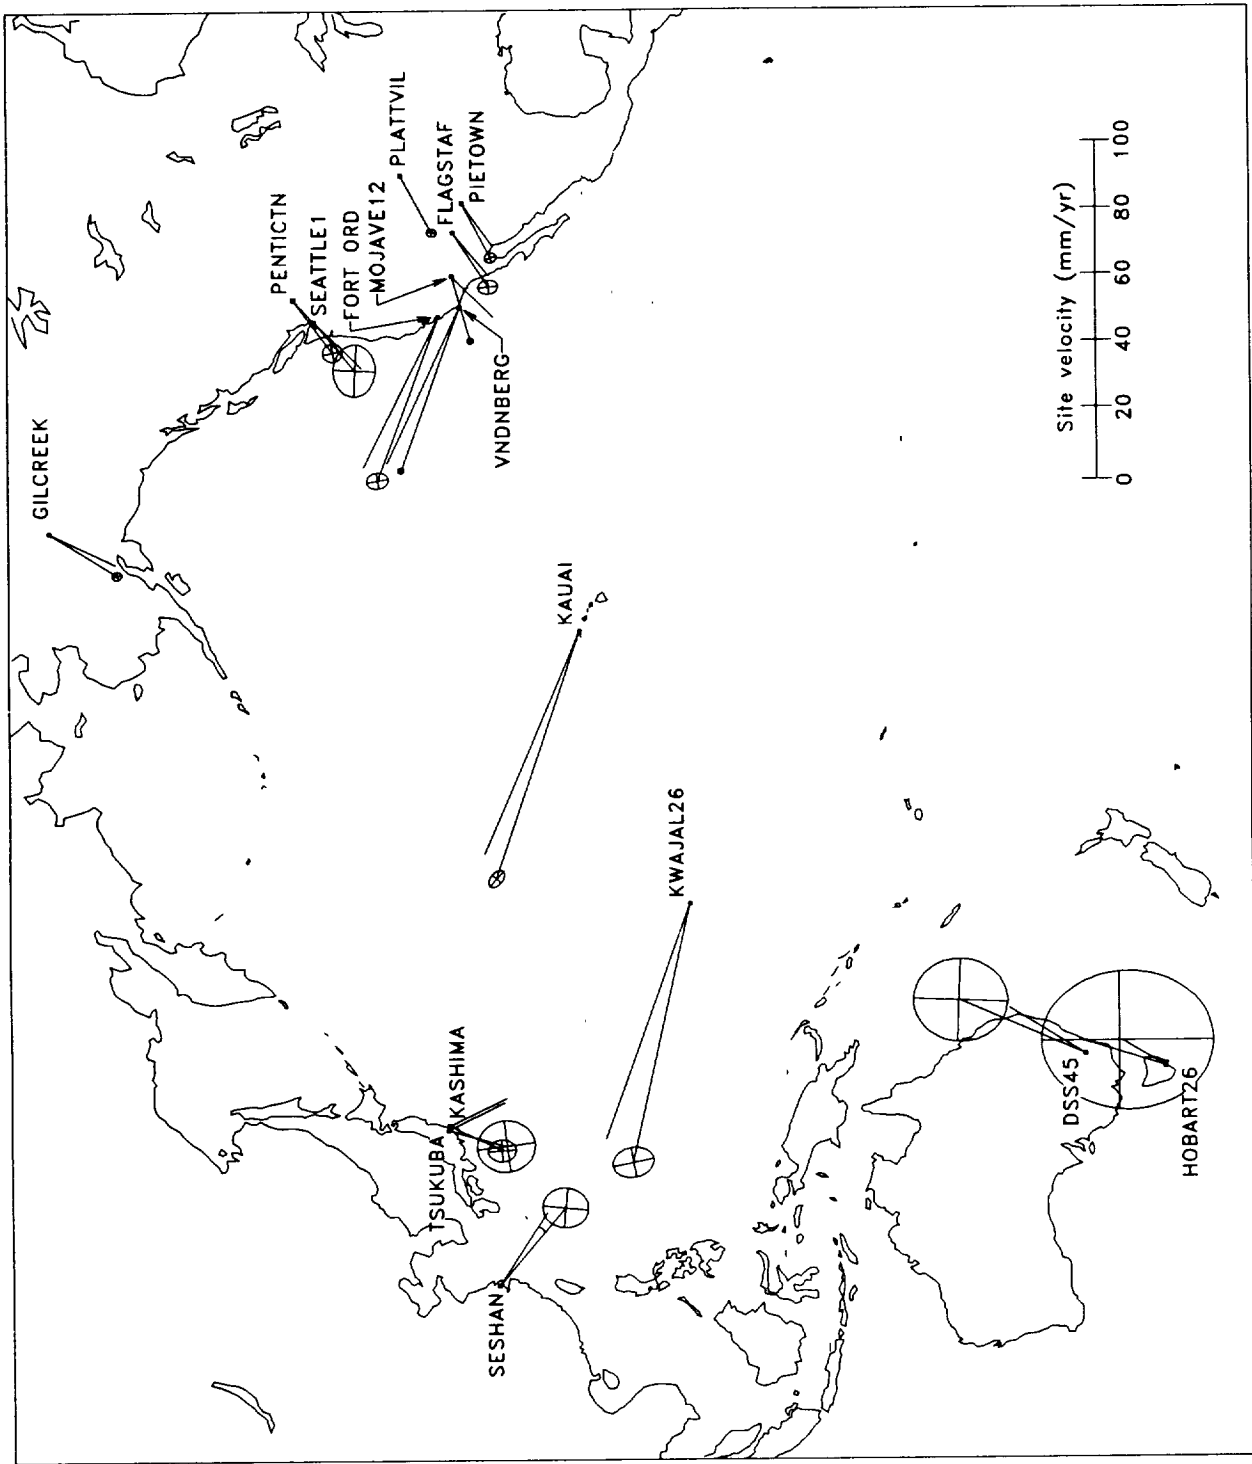 GILCREEK
PENTICTN
SEATTLE1
FORT ORD
MOJAVE12
PLATTVIL
FLAGSTAF
PIETOWN
VNDNBERG
KAUAI
KWAJAL26
TSUKUBA
KASHIMA
SESHAN
DSS45
HOBART26
Site velocity (mm/yr)
0 20 40 60 80 100